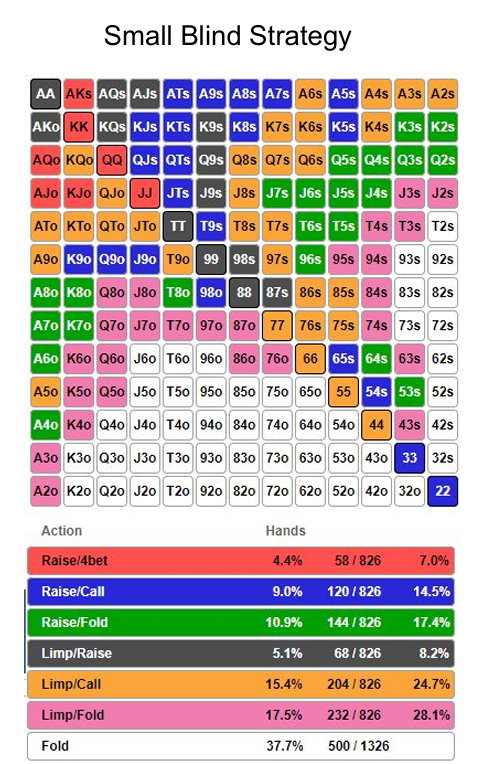 Small Blind Strategy
AA AKs AQs AJs ATs A9s A8s A7s A6s A5s A4s A3s A2s
AKo KK KQs KJs KTs K9s K8s K7s K6s K5s K4s K3s K2s
AQo KQo QQ QJs QTs Q9s Q8s Q7s Q6s Q5s Q4s Q3s Q2s
AJo KJo QJo JJ JTs J9s J8s J7s J6s J5s J4s J3s J2s
ATo KTo QTo JTo TT T9s T8s T7s T6s T5s T4s T3s T2s
A9o K9o Q9o J9o T9o 99 98s 97s 96s 95s 94s 93s 92s
A8o K8o Q8o J8o T8o 98o 88 87s 86s 85s 84s 83s 82s
A7o K7o Q7o J7o T7o 97o 87o 77 76s 75s 74s 73s 72s
A6o K6o Q6o J6o T6o 96o 86o 76o 66 65s 64s 63s 62s
A5o K5o Q5o J5o T5o 95o 85o 75o 65o 55 54s 53s 52s
A4o K4o Q4o J4o T4o 94o 84o 74o 64o 54o 44 43s 42s
A3o K3o Q3o J3o T3o 93o 83o 73o 63o 53o 43o 33 32s
A2o K2o Q2o J2o T2o 92o 82o 72o 62o 52o 42o 32o 22
Action Hands
Raise/4bet 4.4% 58 / 826 7.0%
Raise/Call 9.0% 120 / 826 14.5%
Raise/Fold 10.9% 144 / 826 17.4%
Limp/Raise 5.1% 68 / 826 8.2%
Limp/Call 15.4% 204 / 826 24.7%
Limp/Fold 17.5% 232 / 826 28.1%
Fold 37.7% 500 / 1326